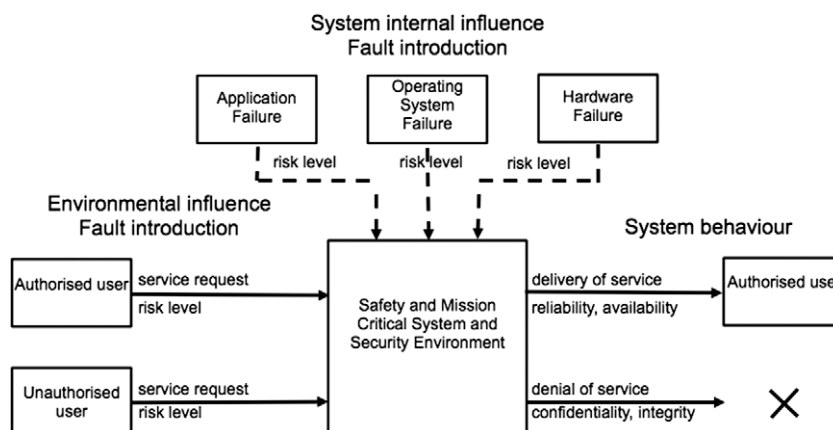 System internal influence
Fault introduction
Application
Failure
Operating
System
Failure
Hardware
Failure
risk level
risk level
risk level
Environmental influence
Fault introduction
System behaviour
Authorised user
service request
risk level
Safety and Mission
Critical System and
Security Environment
delivery of service
reliability, availability
Authorised use
Unauthorised
user
service request
risk level
denial of service
confidentiality, integrity